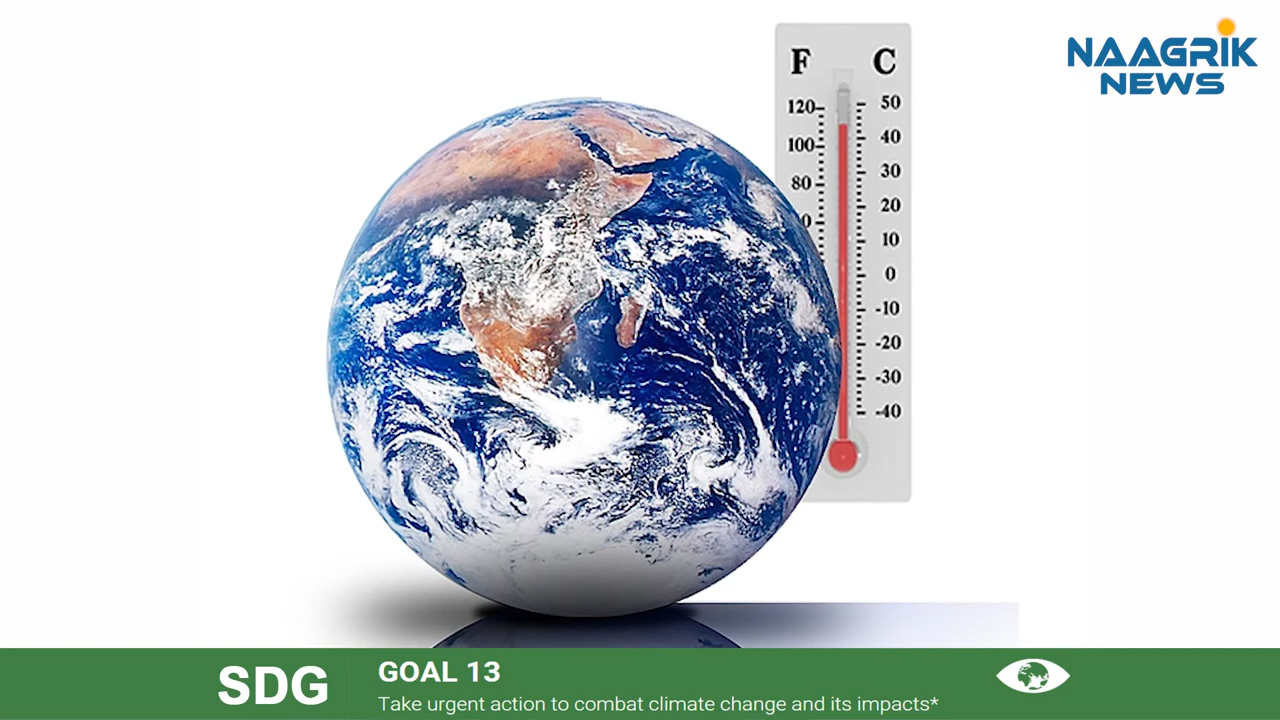 NAAGRIK
NEWS
F C
120 50
100 40
80 30
0 20
10
0
-10
-20
-30
-40
SDG
GOAL 13
Take urgent action to combat climate change and its impacts*